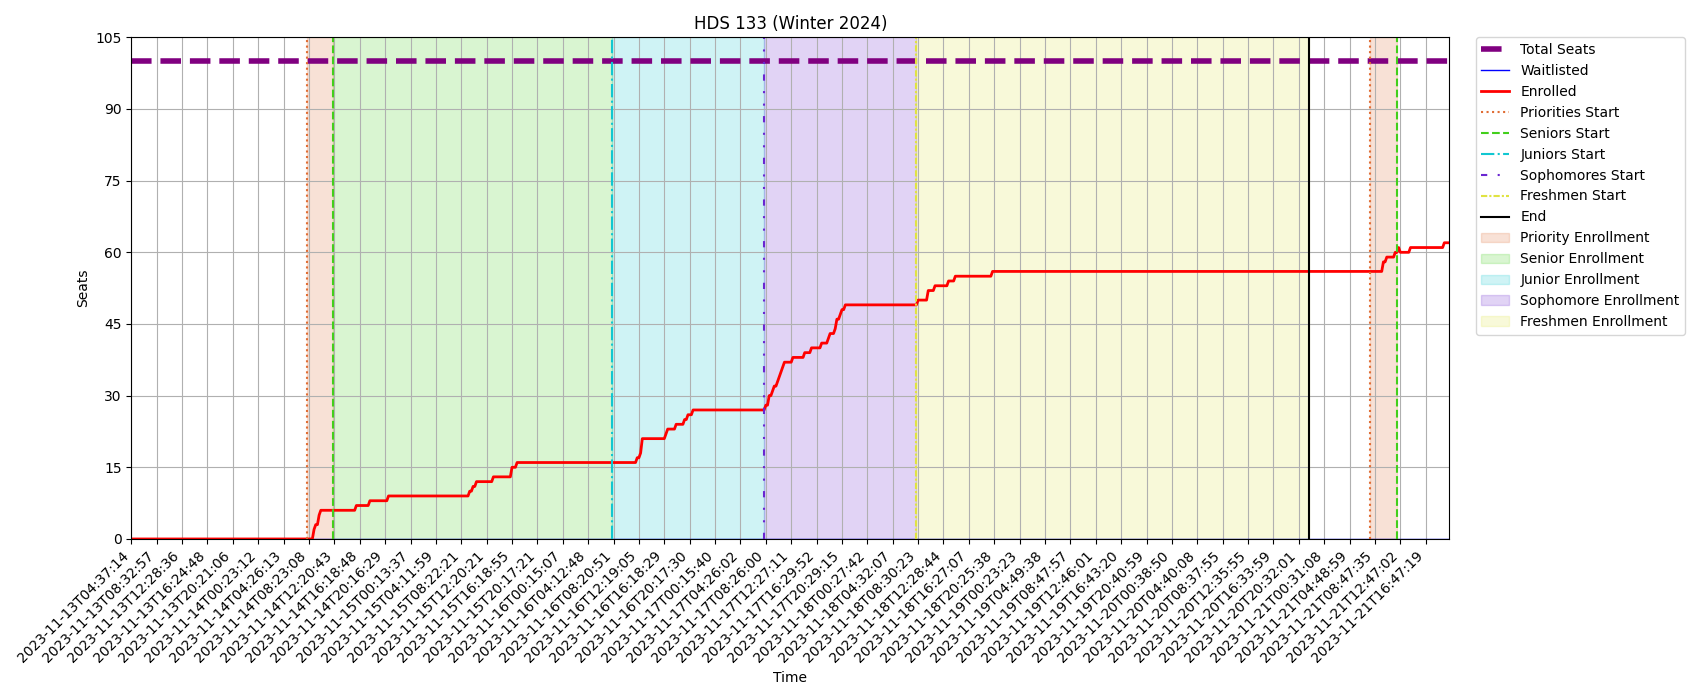 HDS 133 (Winter 2024)
105
90
75
60
45
30
15
0
Seats
2023-11-13T04:37:14
2023-11-13T08:32:57
2023-11-13T12:28:36
2023-11-13T16:24:48
2023-11-13T20:21:06
2023-11-14T00:23:12
2023-11-14T04:26:13
2023-11-14T08:23:08
2023-11-14T12:20:43
2023-11-14T16:18:48
2023-11-14T20:16:29
2023-11-15T00:13:37
2023-11-15T04:11:59
2023-11-15T08:22:21
2023-11-15T12:20:21
2023-11-15T16:18:55
2023-11-15T20:17:21
2023-11-16T00:15:07
2023-11-16T04:12:48
2023-11-16T08:20:51
2023-11-16T12:19:05
2023-11-16T16:18:29
2023-11-16T20:17:30
2023-11-17T00:15:40
2023-11-17T04:26:02
2023-11-17T08:26:00
2023-11-17T12:27:11
2023-11-17T16:29:52
2023-11-17T20:29:15
2023-11-18T00:27:42
2023-11-18T04:32:07
2023-11-18T08:30:23
2023-11-18T12:28:44
2023-11-18T16:27:07
2023-11-18T20:25:38
2023-11-19T00:23:23
2023-11-19T04:49:38
2023-11-19T08:47:57
2023-11-19T12:46:01
2023-11-19T16:43:20
2023-11-19T20:40:59
2023-11-20T00:38:50
2023-11-20T04:40:08
2023-11-20T08:37:55
2023-11-20T12:35:55
2023-11-20T16:33:59
2023-11-20T20:32:01
2023-11-21T00:31:08
2023-11-21T04:48:59
2023-11-21T08:47:35
2023-11-21T12:47:02
2023-11-21T16:47:19
Time
Total Seats
Waitlisted
Enrolled
Priorities Start
Seniors Start
Juniors Start
Sophomores Start
Freshmen Start
End
Priority Enrollment
Senior Enrollment
Junior Enrollment
Sophomore Enrollment
Freshmen Enrollment